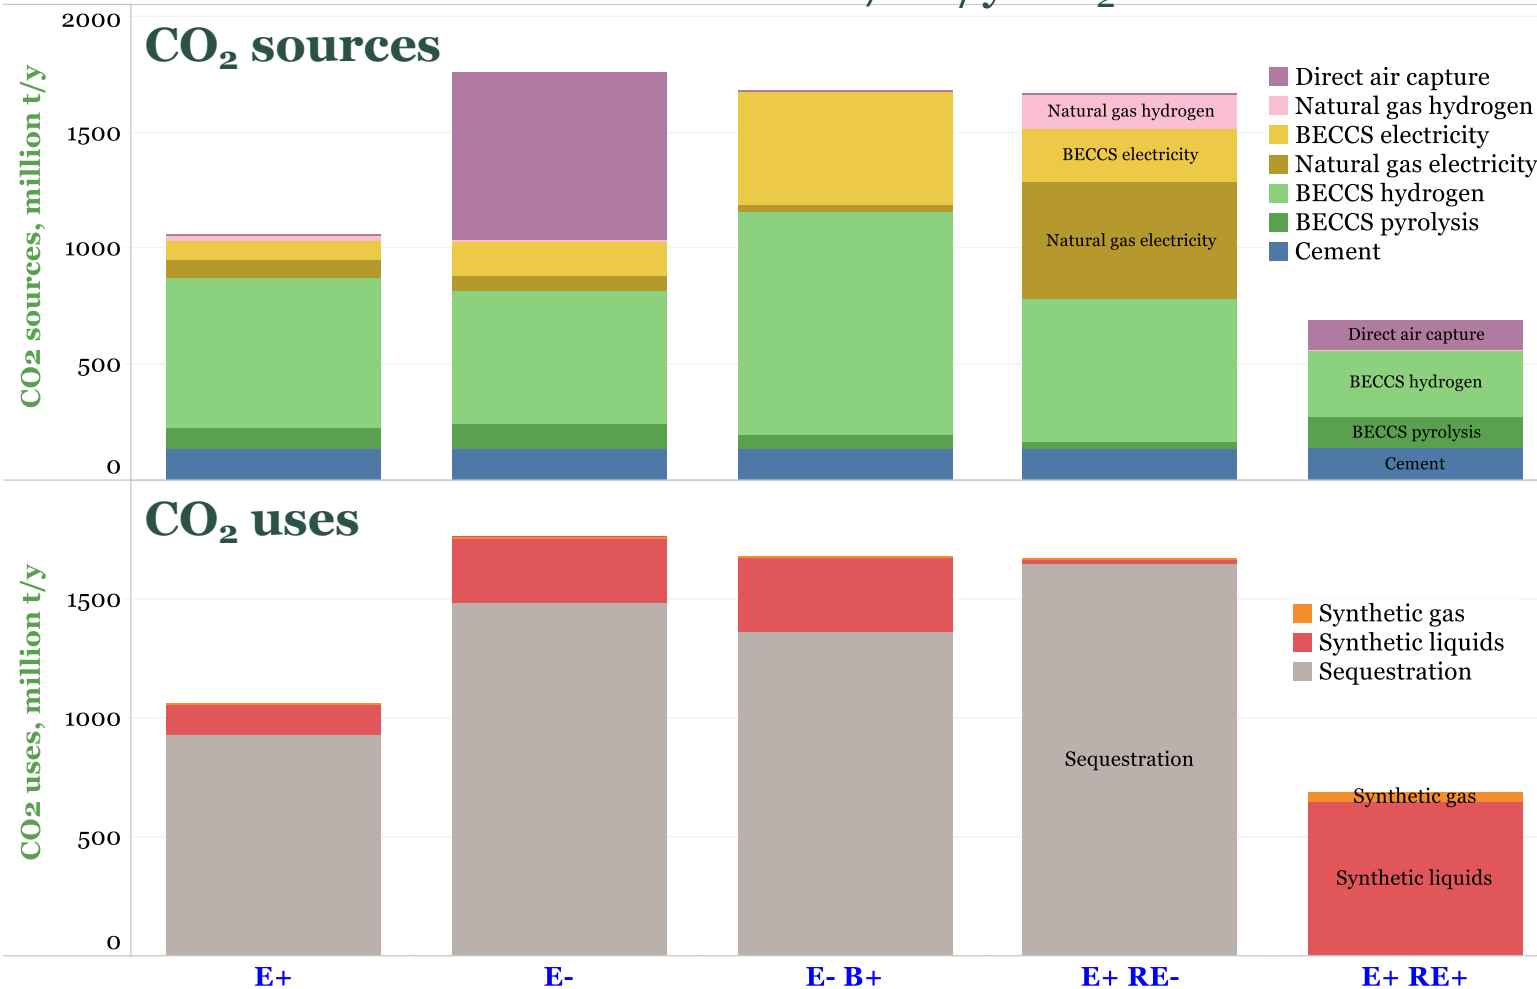 CO₂ sources
CO2 sources, million t/y
2000
1500
1000
500
0
Direct air capture
Natural gas hydrogen
BECCS electricity
Natural gas electricity
BECCS hydrogen
BECCS pyrolysis
Cement
Natural gas hydrogen
BECCS electricity
Natural gas electricity
Direct air capture
BECCS hydrogen
BECCS pyrolysis
Cement
CO₂ uses
CO2 uses, million t/y
1500
1000
500
0
Synthetic gas
Synthetic liquids
Sequestration
Sequestration
Synthetic gas
Synthetic liquids
E+
E-
E- B+
E+ RE-
E+ RE+